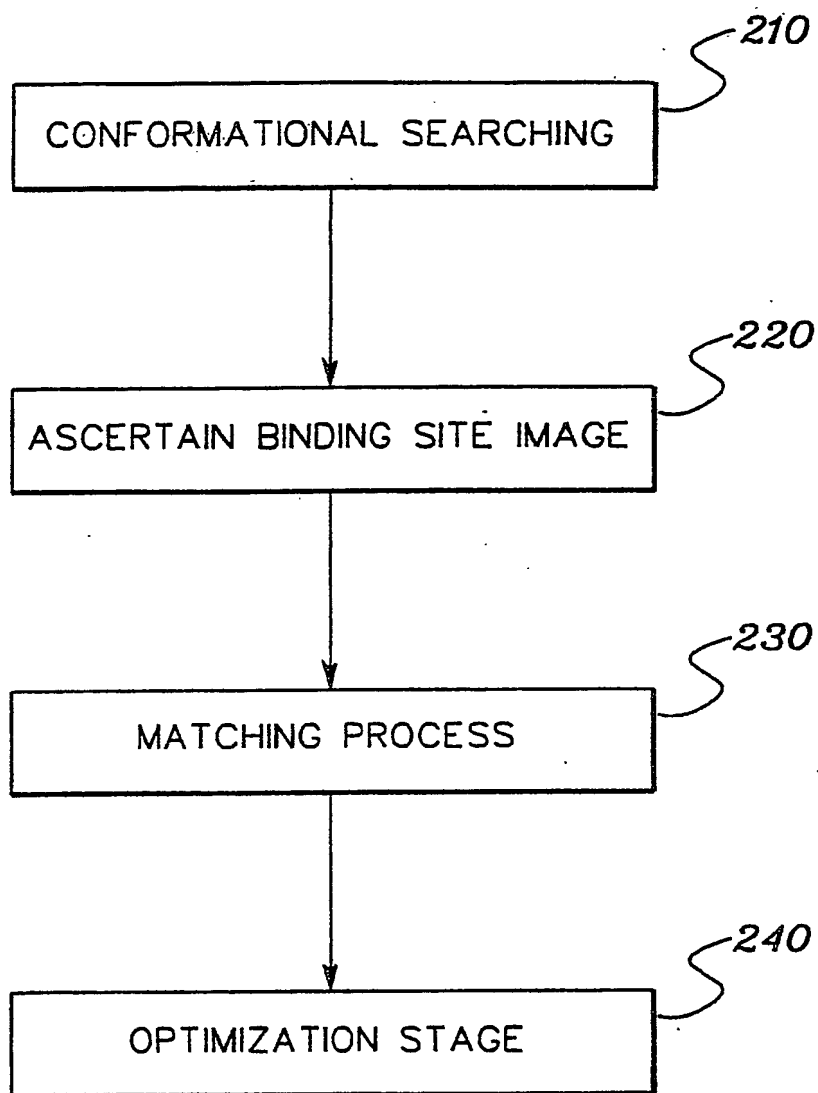 210
CONFORMATIONAL SEARCHING
220
ASCERTAIN BINDING SITE IMAGE
230
MATCHING PROCESS
240
OPTIMIZATION STAGE